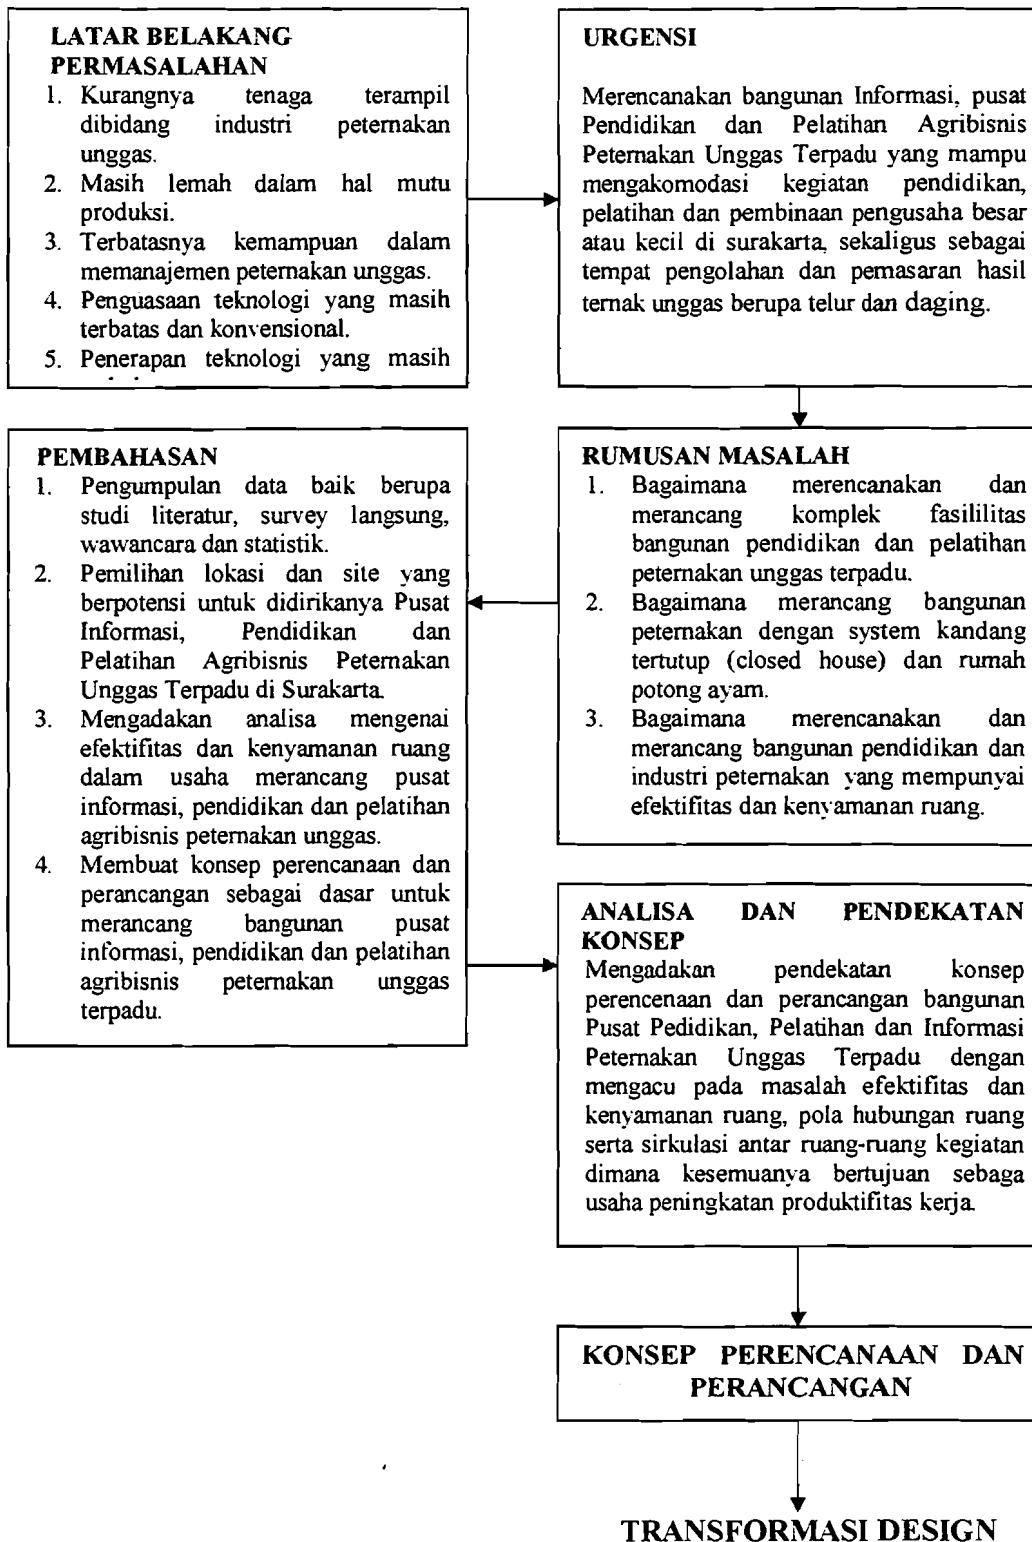 LATAR BELAKANG
PERMASALAHAN
1. Kurangnya tenaga terampil
dibidang industri peternakan
unggas.
2. Masih lemah dalam hal mutu
produksi.
3. Terbatasnya kemampuan dalam
memanajemen peternakan unggas.
4. Penguasaan teknologi yang masih
terbatas dan konvensional.
5. Penerapan teknologi yang masih
URGENSI
Merencanakan bangunan Informasi, pusat
Pendidikan dan Pelatihan Agribisnis
Peternakan Unggas Terpadu yang mampu
mengakomodasi kegiatan pendidikan,
pelatihan dan pembinaan pengusaha besar
atau kecil di surakarta, sekaligus sebagai
tempat pengolahan dan pemasaran hasil
ternak unggas berupa telur dan daging.
RUMUSAN MASALAH
1. Bagaimana merencanakan dan
merancang komplek fasililitas
bangunan pendidikan dan pelatihan
peternakan unggas terpadu.
2. Bagaimana merancang bangunan
peternakan dengan system kandang
tertutup (closed house) dan rumah
potong ayam.
3. Bagaimana merencanakan dan
merancang bangunan pendidikan dan
industri peternakan yang mempunyai
efektifitas dan kenyamanan ruang.
PEMBAHASAN
1. Pengumpulan data baik berupa
studi literatur, survey langsung,
wawancara dan statistik.
2. Pemilihan lokasi dan site yang
berpotensi untuk didirikanya Pusat
Informasi, Pendidikan dan
Pelatihan Agribisnis Peternakan
Unggas Terpadu di Surakarta.
3. Mengadakan analisa mengenai
efektifitas dan kenyamanan ruang
dalam usaha merancang pusat
informasi, pendidikan dan pelatihan
agribisnis peternakan unggas.
4. Membuat konsep perencanaan dan
perancangan sebagai dasar untuk
merancang bangunan pusat
informasi, pendidikan dan pelatihan
agribisnis peternakan unggas
terpadu.
ANALISA DAN PENDEKATAN
KONSEP
Mengadakan pendekatan konsep
perencenaan dan perancangan bangunan
Pusat Pedidikan, Pelatihan dan Informasi
Peternakan Unggas Terpadu dengan
mengacu pada masalah efektifitas dan
kenyamanan ruang, pola hubungan ruang
serta sirkulasi antar ruang-ruang kegiatan
dimana kesemuanya bertujuan sebaga
usaha peningkatan produktifitas kerja.
KONSEP PERENCANAAN DAN
PERANCANGAN
TRANSFORMASI DESIGN